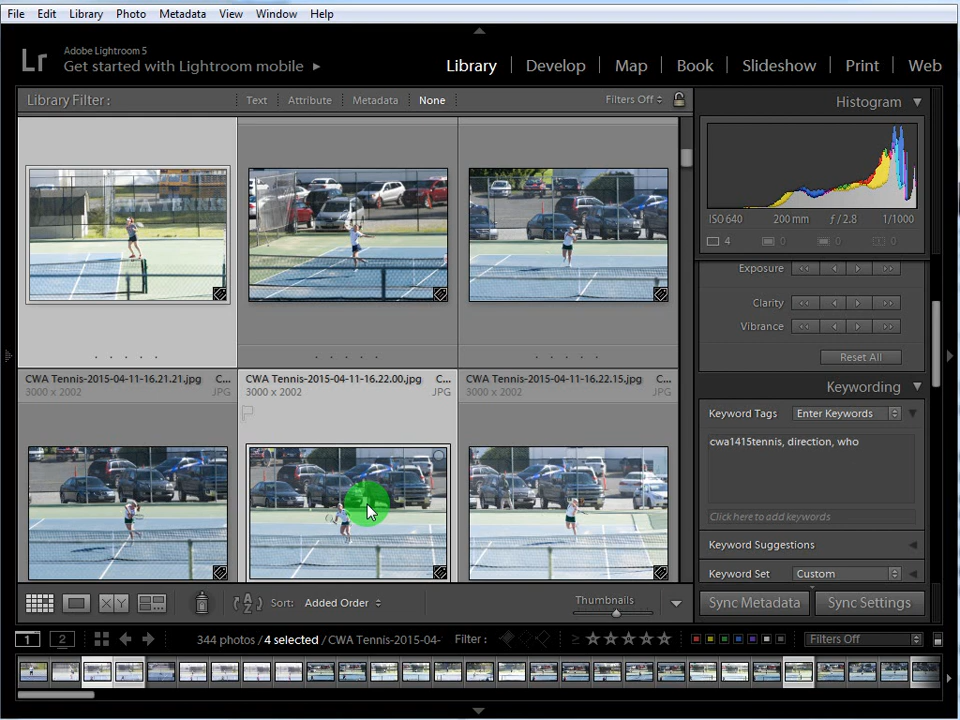 File Edit Library Photo Metadata View Window Help
Lr Adobe Lightroom 5
Get started with Lightroom mobile
Library Develop Map Book Slideshow Print Web
Library Filter : Text Attribute Metadata None Filters Off
Histogram
ISO 640 200 mm ƒ / 2.8 1/1000
4 0 0 0
Exposure
Clarity
Vibrance
Reset All
Keywording
CWA Tennis-2015-04-11-16.21.21.jpg C...
3000 x 2002 JPG
CWA Tennis-2015-04-11-16.22.00.jpg C...
3000 x 2002 JPG
CWA Tennis-2015-04-11-16.22.15.jpg C...
3000 x 2002 JPG
Keyword Tags Enter Keywords
cwa1415tennis, direction, who
Click here to add keywords
Keyword Suggestions
Keyword Set Custom
XY AZ Sort: Added Order Thumbnails
Sync Metadata Sync Settings
1 2 344 photos / 4 selected / CWA Tennis-2015-04- Filter : ≥ Filters Off